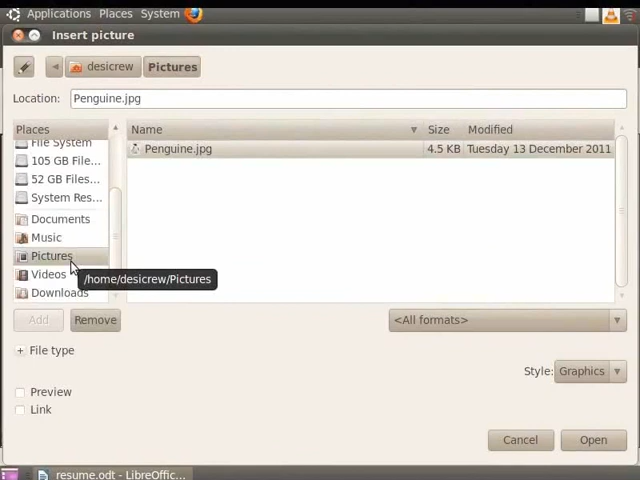 Applications Places System
Insert picture
desicrew Pictures
Location: Penguine.jpg
Places Name Size Modified
File System
Penguine.jpg 4.5 KB Tuesday 13 December 2011
105 GB File...
52 GB Files...
System Res...
Documents
Music
Pictures
Videos
/home/desicrew/Pictures
Downloads
Add Remove <All formats>
File type
Style: Graphics
Preview
Link
Cancel Open
resume.odt - LibreOffic...